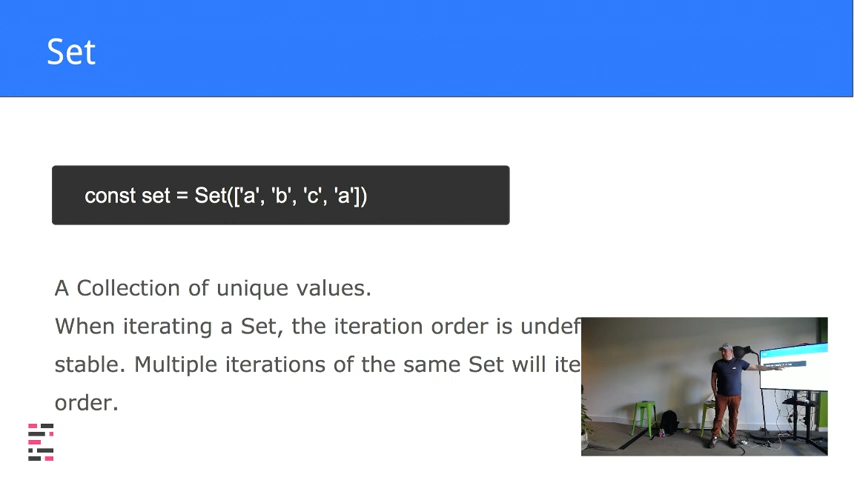 Set
const set = Set(['a', 'b', 'c', 'a'])
A Collection of unique values.
When iterating a Set, the iteration order is undef
stable. Multiple iterations of the same Set will ite
order.